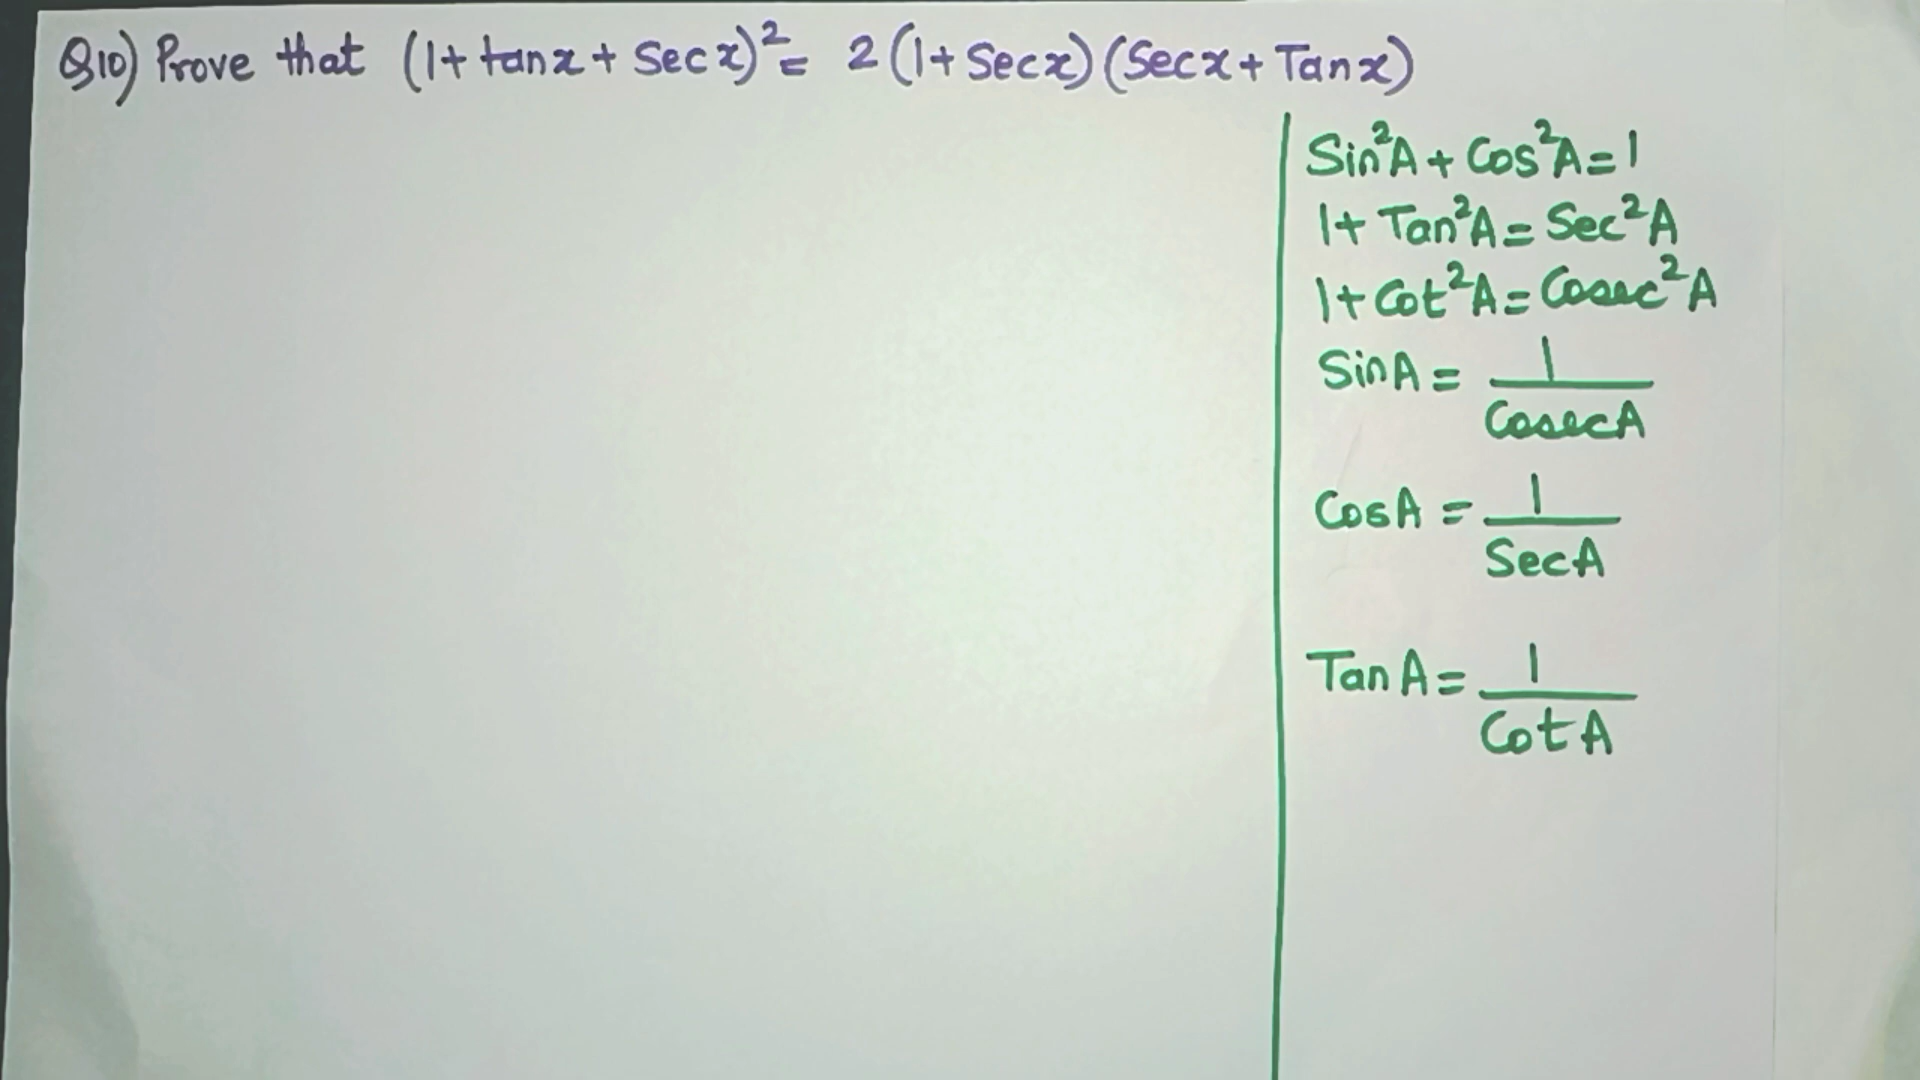 Q10) Prove that (1+ tanx + Sec x)² = 2 (1+ Secx) (Secx + Tanx)
Sin²A + Cos²A = 1
1+ Tan²A = Sec²A
1+ Cot²A = Cosec²A
SinA = 1
CosecA
CosA = 1
SecA
Tan A = 1
Cot A